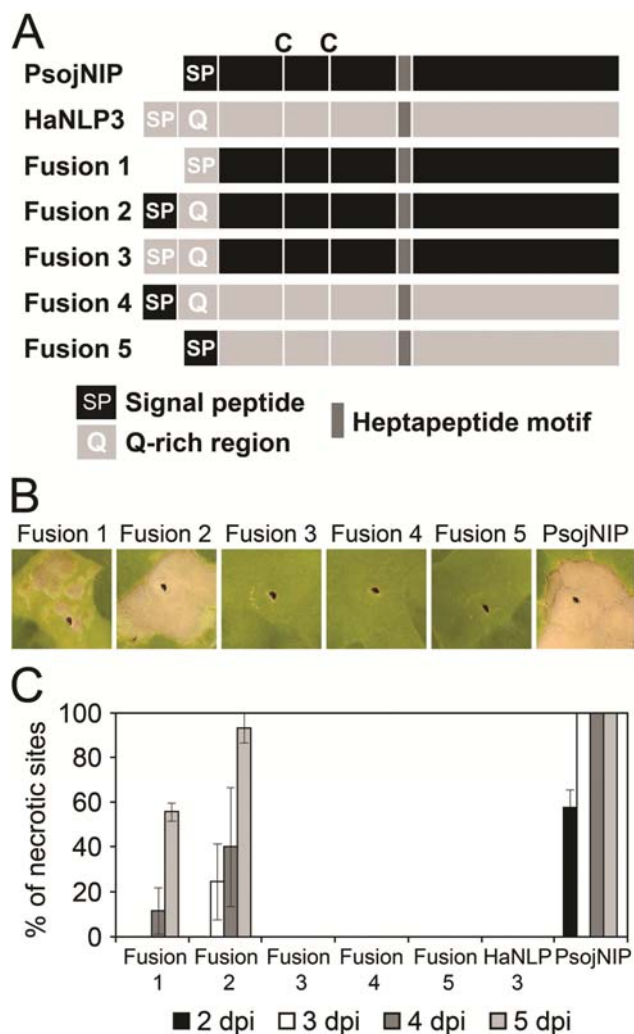 A
C C
PsojNIP SP
HaNLP3 SP Q
Fusion 1 SP
Fusion 2 SP Q
Fusion 3 SP Q
Fusion 4 SP Q
Fusion 5 SP
SP Signal peptide
Q Q-rich region
Heptapeptide motif
B
Fusion 1 Fusion 2 Fusion 3 Fusion 4 Fusion 5 PsojNIP
C
% of necrotic sites
100
80
60
40
20
0
Fusion Fusion Fusion Fusion Fusion HaNLP PsojNIP
1 2 3 4 5 3
2 dpi 3 dpi 4 dpi 5 dpi